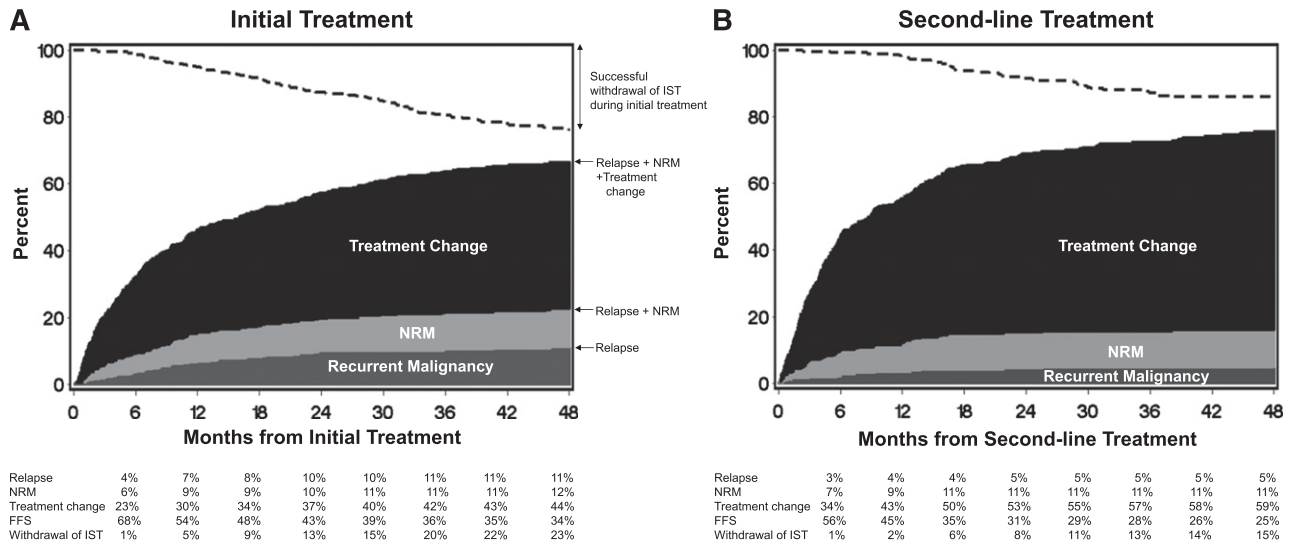 A Initial Treatment
100
80
60
40
20
0
Percent
Treatment Change
NRM
Recurrent Malignancy
Successful
withdrawal of IST
during initial treatment
Relapse + NRM
+Treatment
change
Relapse + NRM
Relapse
0 6 12 18 24 30 36 42 48
Months from Initial Treatment
Relapse 4% 7% 8% 10% 10% 11% 11% 11%
NRM 6% 9% 9% 10% 11% 11% 11% 12%
Treatment change 23% 30% 34% 37% 40% 42% 43% 44%
FFS 68% 54% 48% 43% 39% 36% 35% 34%
Withdrawal of IST 1% 5% 9% 13% 15% 20% 22% 23%
B Second-line Treatment
100
80
60
40
20
0
Percent
Treatment Change
NRM
Recurrent Malignancy
0 6 12 18 24 30 36 42 48
Months from Second-line Treatment
Relapse 3% 4% 4% 5% 5% 5% 5% 5%
NRM 7% 9% 11% 11% 11% 11% 11% 11%
Treatment change 34% 43% 50% 53% 55% 57% 58% 59%
FFS 56% 45% 35% 31% 29% 28% 26% 25%
Withdrawal of IST 1% 2% 6% 8% 11% 13% 14% 15%